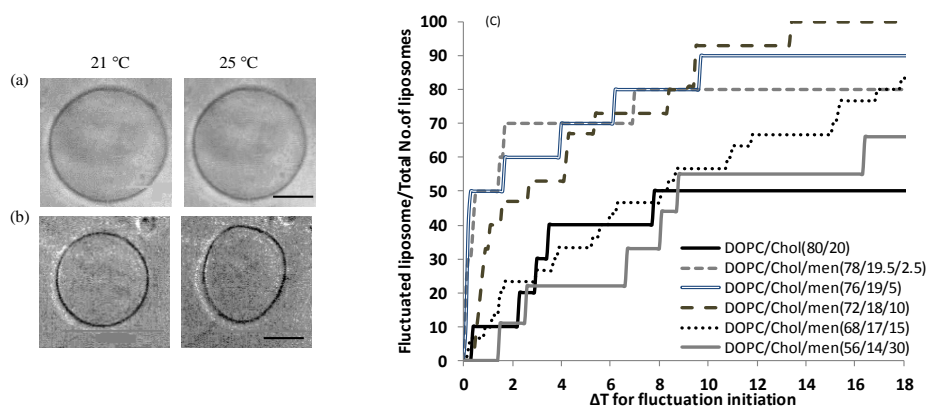 21 °C
25 °C
(a)
(b)
(C)
Fluctuated liposome/Total No.of liposomes
100
90
80
70
60
50
40
30
20
10
0
DOPC/Chol(80/20)
DOPC/Chol/men(78/19.5/2.5)
DOPC/Chol/men(76/19/5)
DOPC/Chol/men(72/18/10)
DOPC/Chol/men(68/17/15)
DOPC/Chol/men(56/14/30)
0 2 4 6 8 10 12 14 16 18
ΔT for fluctuation initiation